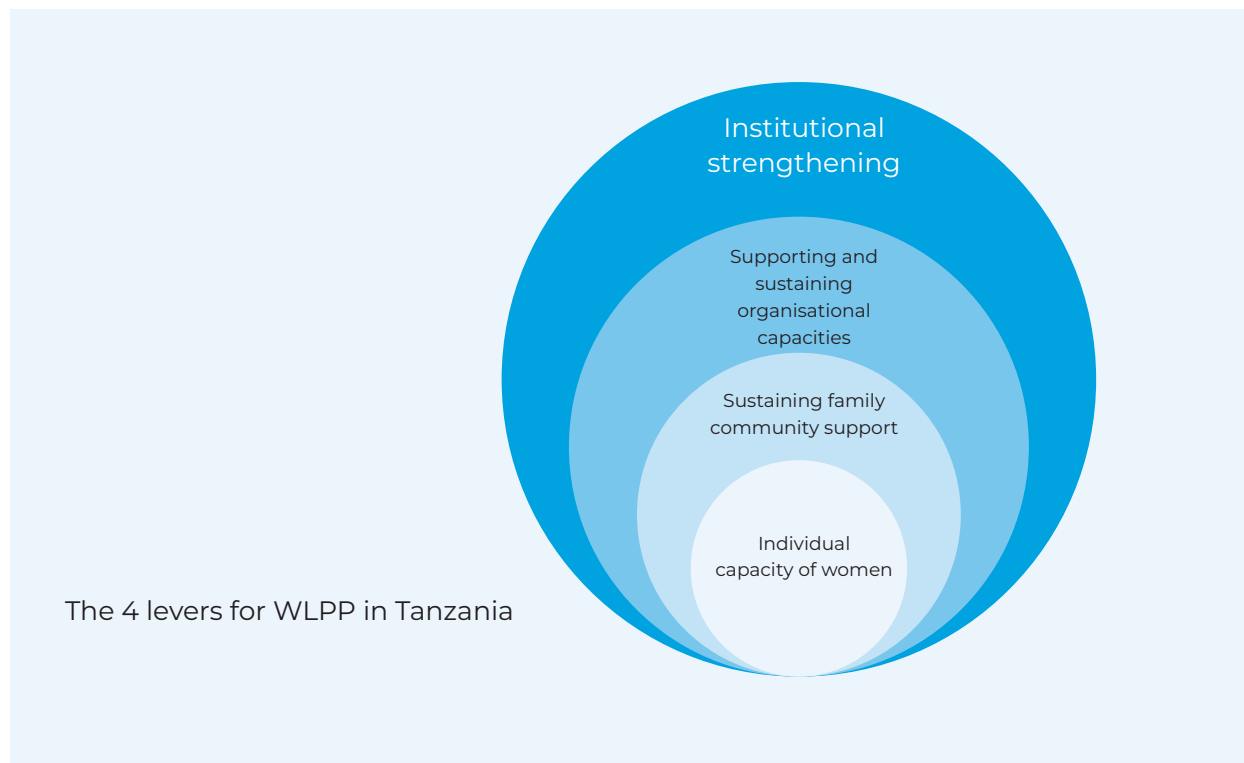 Institutional
strengthening
Supporting and
sustaining
organisational
capacities
Sustaining family
community support
Individual
capacity of women
The 4 levers for WLPP in Tanzania